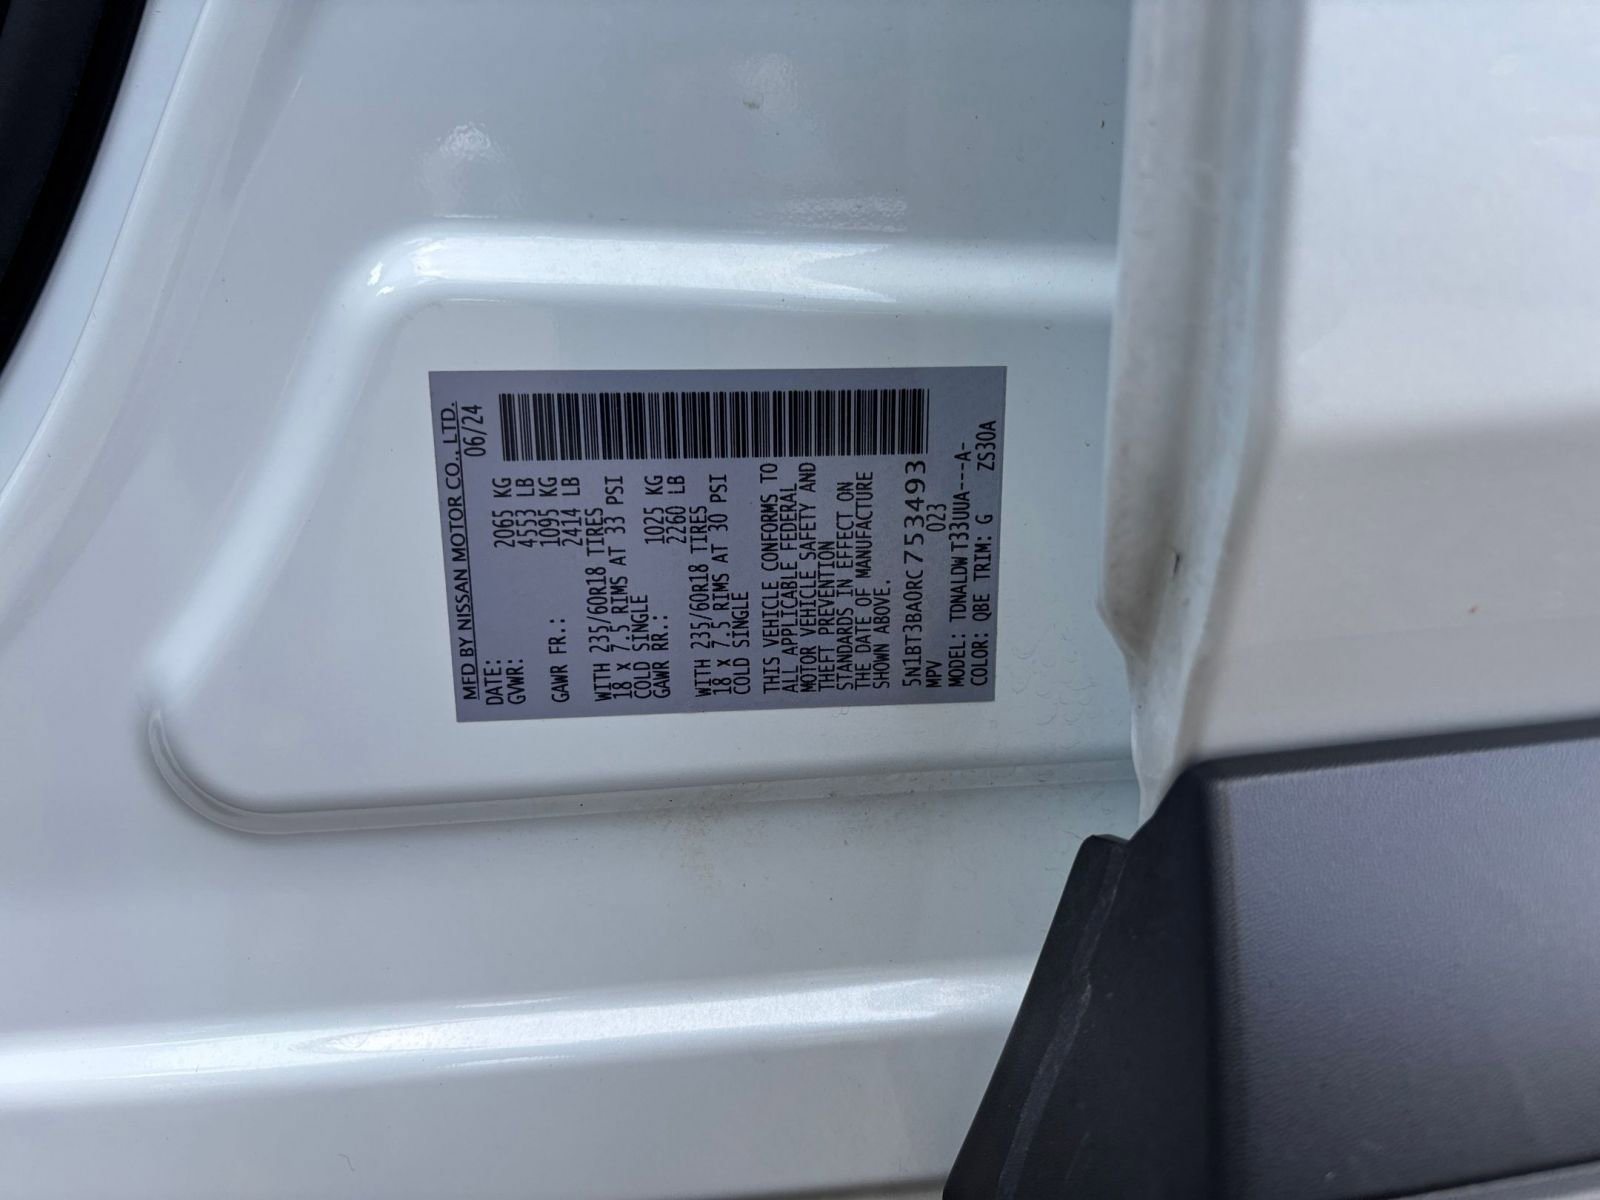 MFD BY NISSAN MOTOR CO., LTD.
DATE: 06/24
GVWR: 2065 KG
4553 LB
GAWR FR.: 1095 KG
2414 LB
WITH 235/60R18 TIRES
18 x 7.5 RIMS AT 33 PSI
COLD SINGLE
GAWR RR.: 1025 KG
2260 LB
WITH 235/60R18 TIRES
18 x 7.5 RIMS AT 30 PSI
COLD SINGLE
THIS VEHICLE CONFORMS TO
ALL APPLICABLE FEDERAL
MOTOR VEHICLE SAFETY AND
THEFT PREVENTION
STANDARDS IN EFFECT ON
THE DATE OF MANUFACTURE
SHOWN ABOVE.
5N1BT3BA0RC753493
MPV 023
MODEL: TDNALDW T33UUA----A-
COLOR: QBE TRIM: G ZS30A